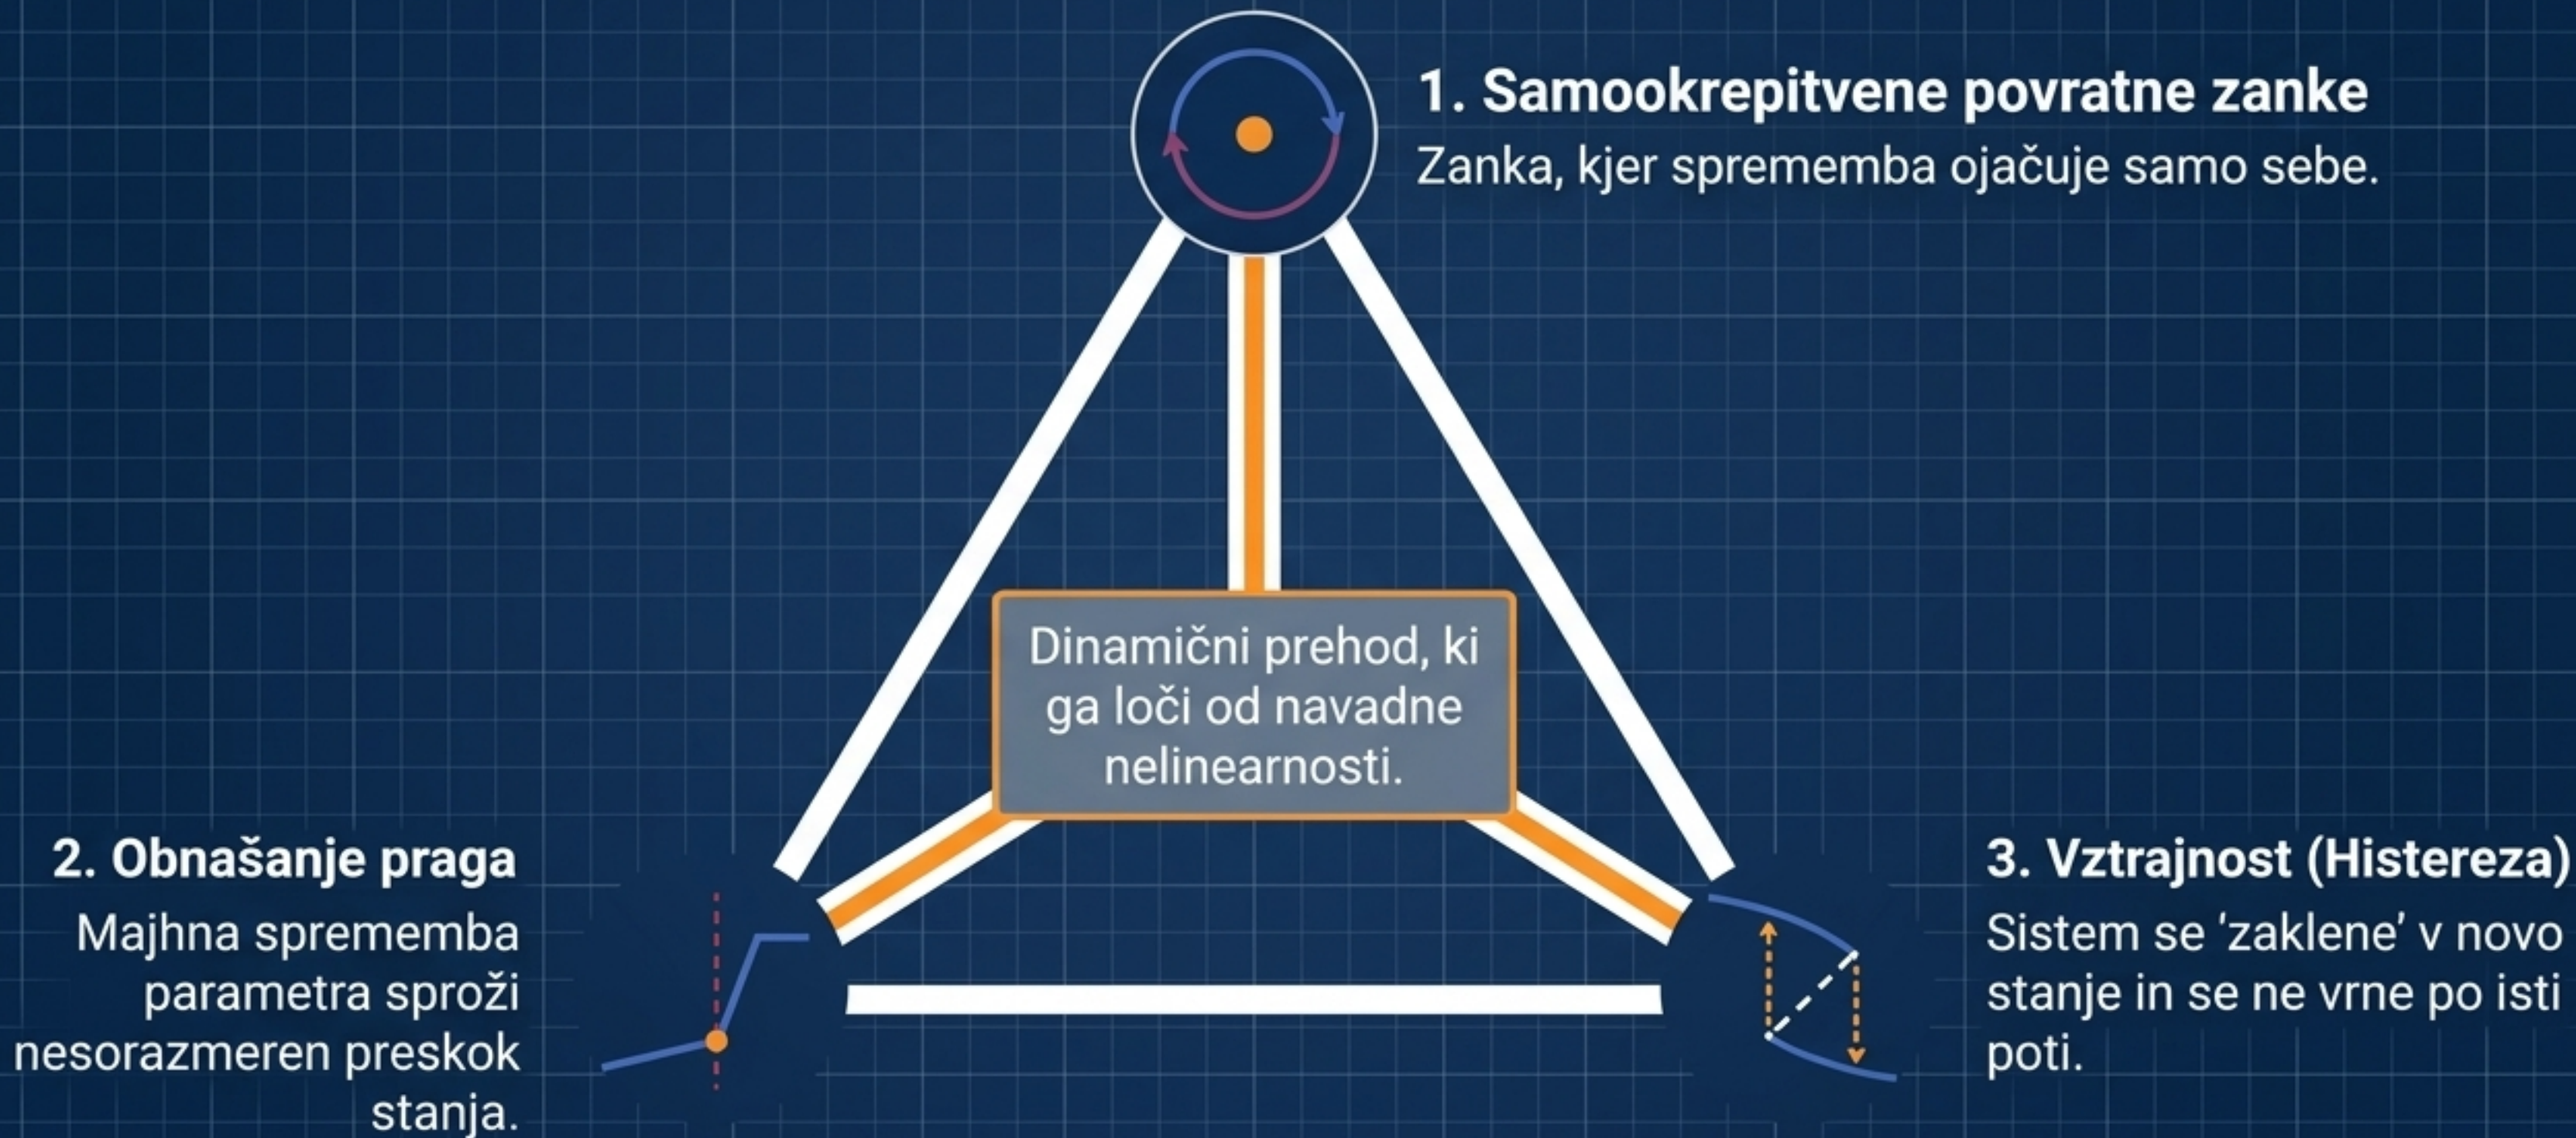 1. Samookrepitvene povratne zanke
Zanka, kjer sprememba ojačuje samo sebe.
Dinamični prehod, ki
ga loči od navadne
nelinearnosti.
2. Obnašanje praga
Majhna sprememba
parametra sproži
nesorazmeren preskok
stanja.
3. Vztrajnost (Histereza)
Sistem se ‘zaklene’ v novo
stanje in se ne vrne po isti
poti.